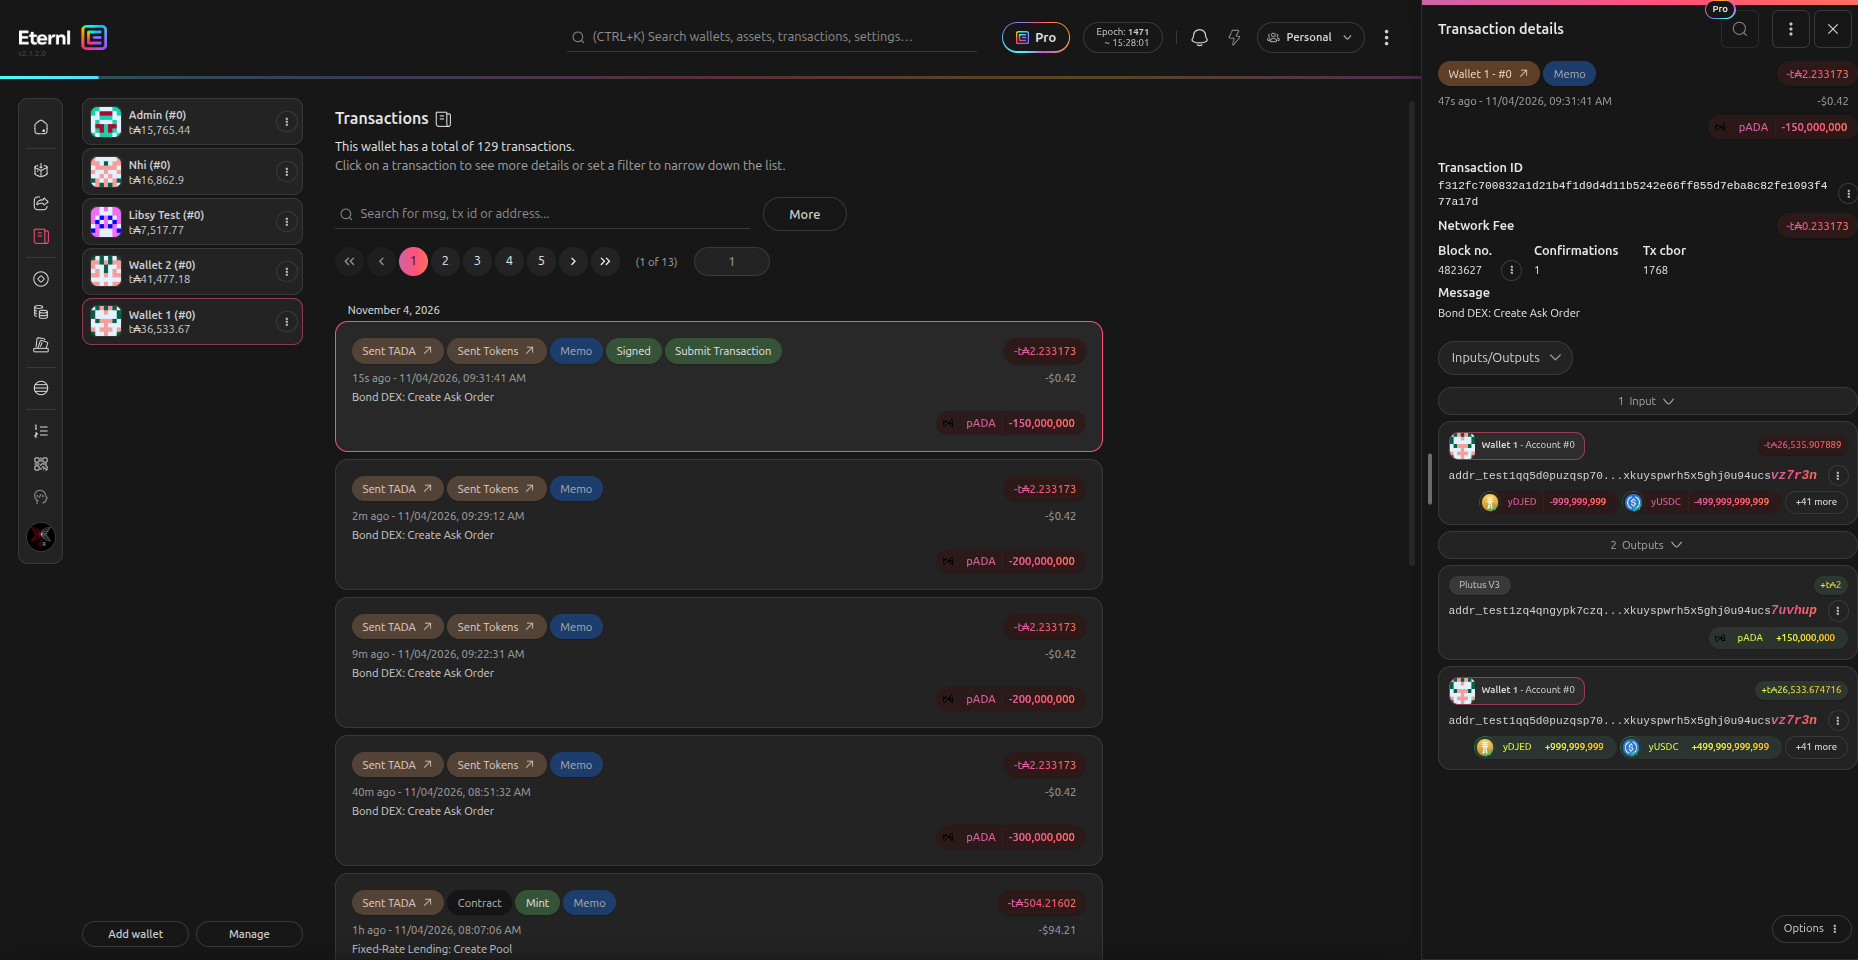 Eternl
v2.1.2.0
(CTRL+K) Search wallets, assets, transactions, settings...
Pro
Epoch: 1471
~ 15:28:01
Personal
Admin (#0)
t₳15,765.44
Nhi (#0)
t₳16,862.9
Libsy Test (#0)
t₳7,517.77
Wallet 2 (#0)
t₳41,477.18
Wallet 1 (#0)
t₳36,533.67
Add wallet
Manage
Transactions
This wallet has a total of 129 transactions.
Click on a transaction to see more details or set a filter to narrow down the list.
Search for msg, tx id or address...
More
1 2 3 4 5 (1 of 13) 1
November 4, 2026
Sent TADA Sent Tokens Memo Signed Submit Transaction -t₳2.233173
15s ago - 11/04/2026, 09:31:41 AM -$0.42
Bond DEX: Create Ask Order
pADA -150,000,000
Sent TADA Sent Tokens Memo -t₳2.233173
2m ago - 11/04/2026, 09:29:12 AM -$0.42
Bond DEX: Create Ask Order
pADA -200,000,000
Sent TADA Sent Tokens Memo -t₳2.233173
9m ago - 11/04/2026, 09:22:31 AM -$0.42
Bond DEX: Create Ask Order
pADA -200,000,000
Sent TADA Sent Tokens Memo -t₳2.233173
40m ago - 11/04/2026, 08:51:32 AM -$0.42
Bond DEX: Create Ask Order
pADA -300,000,000
Sent TADA Contract Mint Memo -t₳504.21602
1h ago - 11/04/2026, 08:07:06 AM -$94.21
Fixed-Rate Lending: Create Pool
Pro
Transaction details
Wallet 1 - #0 Memo -t₳2.233173
47s ago - 11/04/2026, 09:31:41 AM -$0.42
pADA -150,000,000
Transaction ID
f312fc700832a1d21b4f1d9d4d11b5242e66ff855d7eba8c82fe1093f4
77a17d
Network Fee -t₳0.233173
Block no. Confirmations Tx cbor
4823627 1 1768
Message
Bond DEX: Create Ask Order
Inputs/Outputs
1 Input
Wallet 1 - Account #0 -t₳26,535.907889
addr_test1qq5d0puzqsp70...xkuyspwrh5x5ghj0u94ucsvz7r3n
yDJED -999,999,999 yUSDC -499,999,999,999 +41 more
2 Outputs
Plutus V3 +t₳2
addr_test1zq4qngypk7czq...xkuyspwrh5x5ghj0u94ucs7uvhup
pADA +150,000,000
Wallet 1 - Account #0 +t₳26,533.674716
addr_test1qq5d0puzqsp70...xkuyspwrh5x5ghj0u94ucsvz7r3n
yDJED +999,999,999 yUSDC +499,999,999,999 +41 more
Options